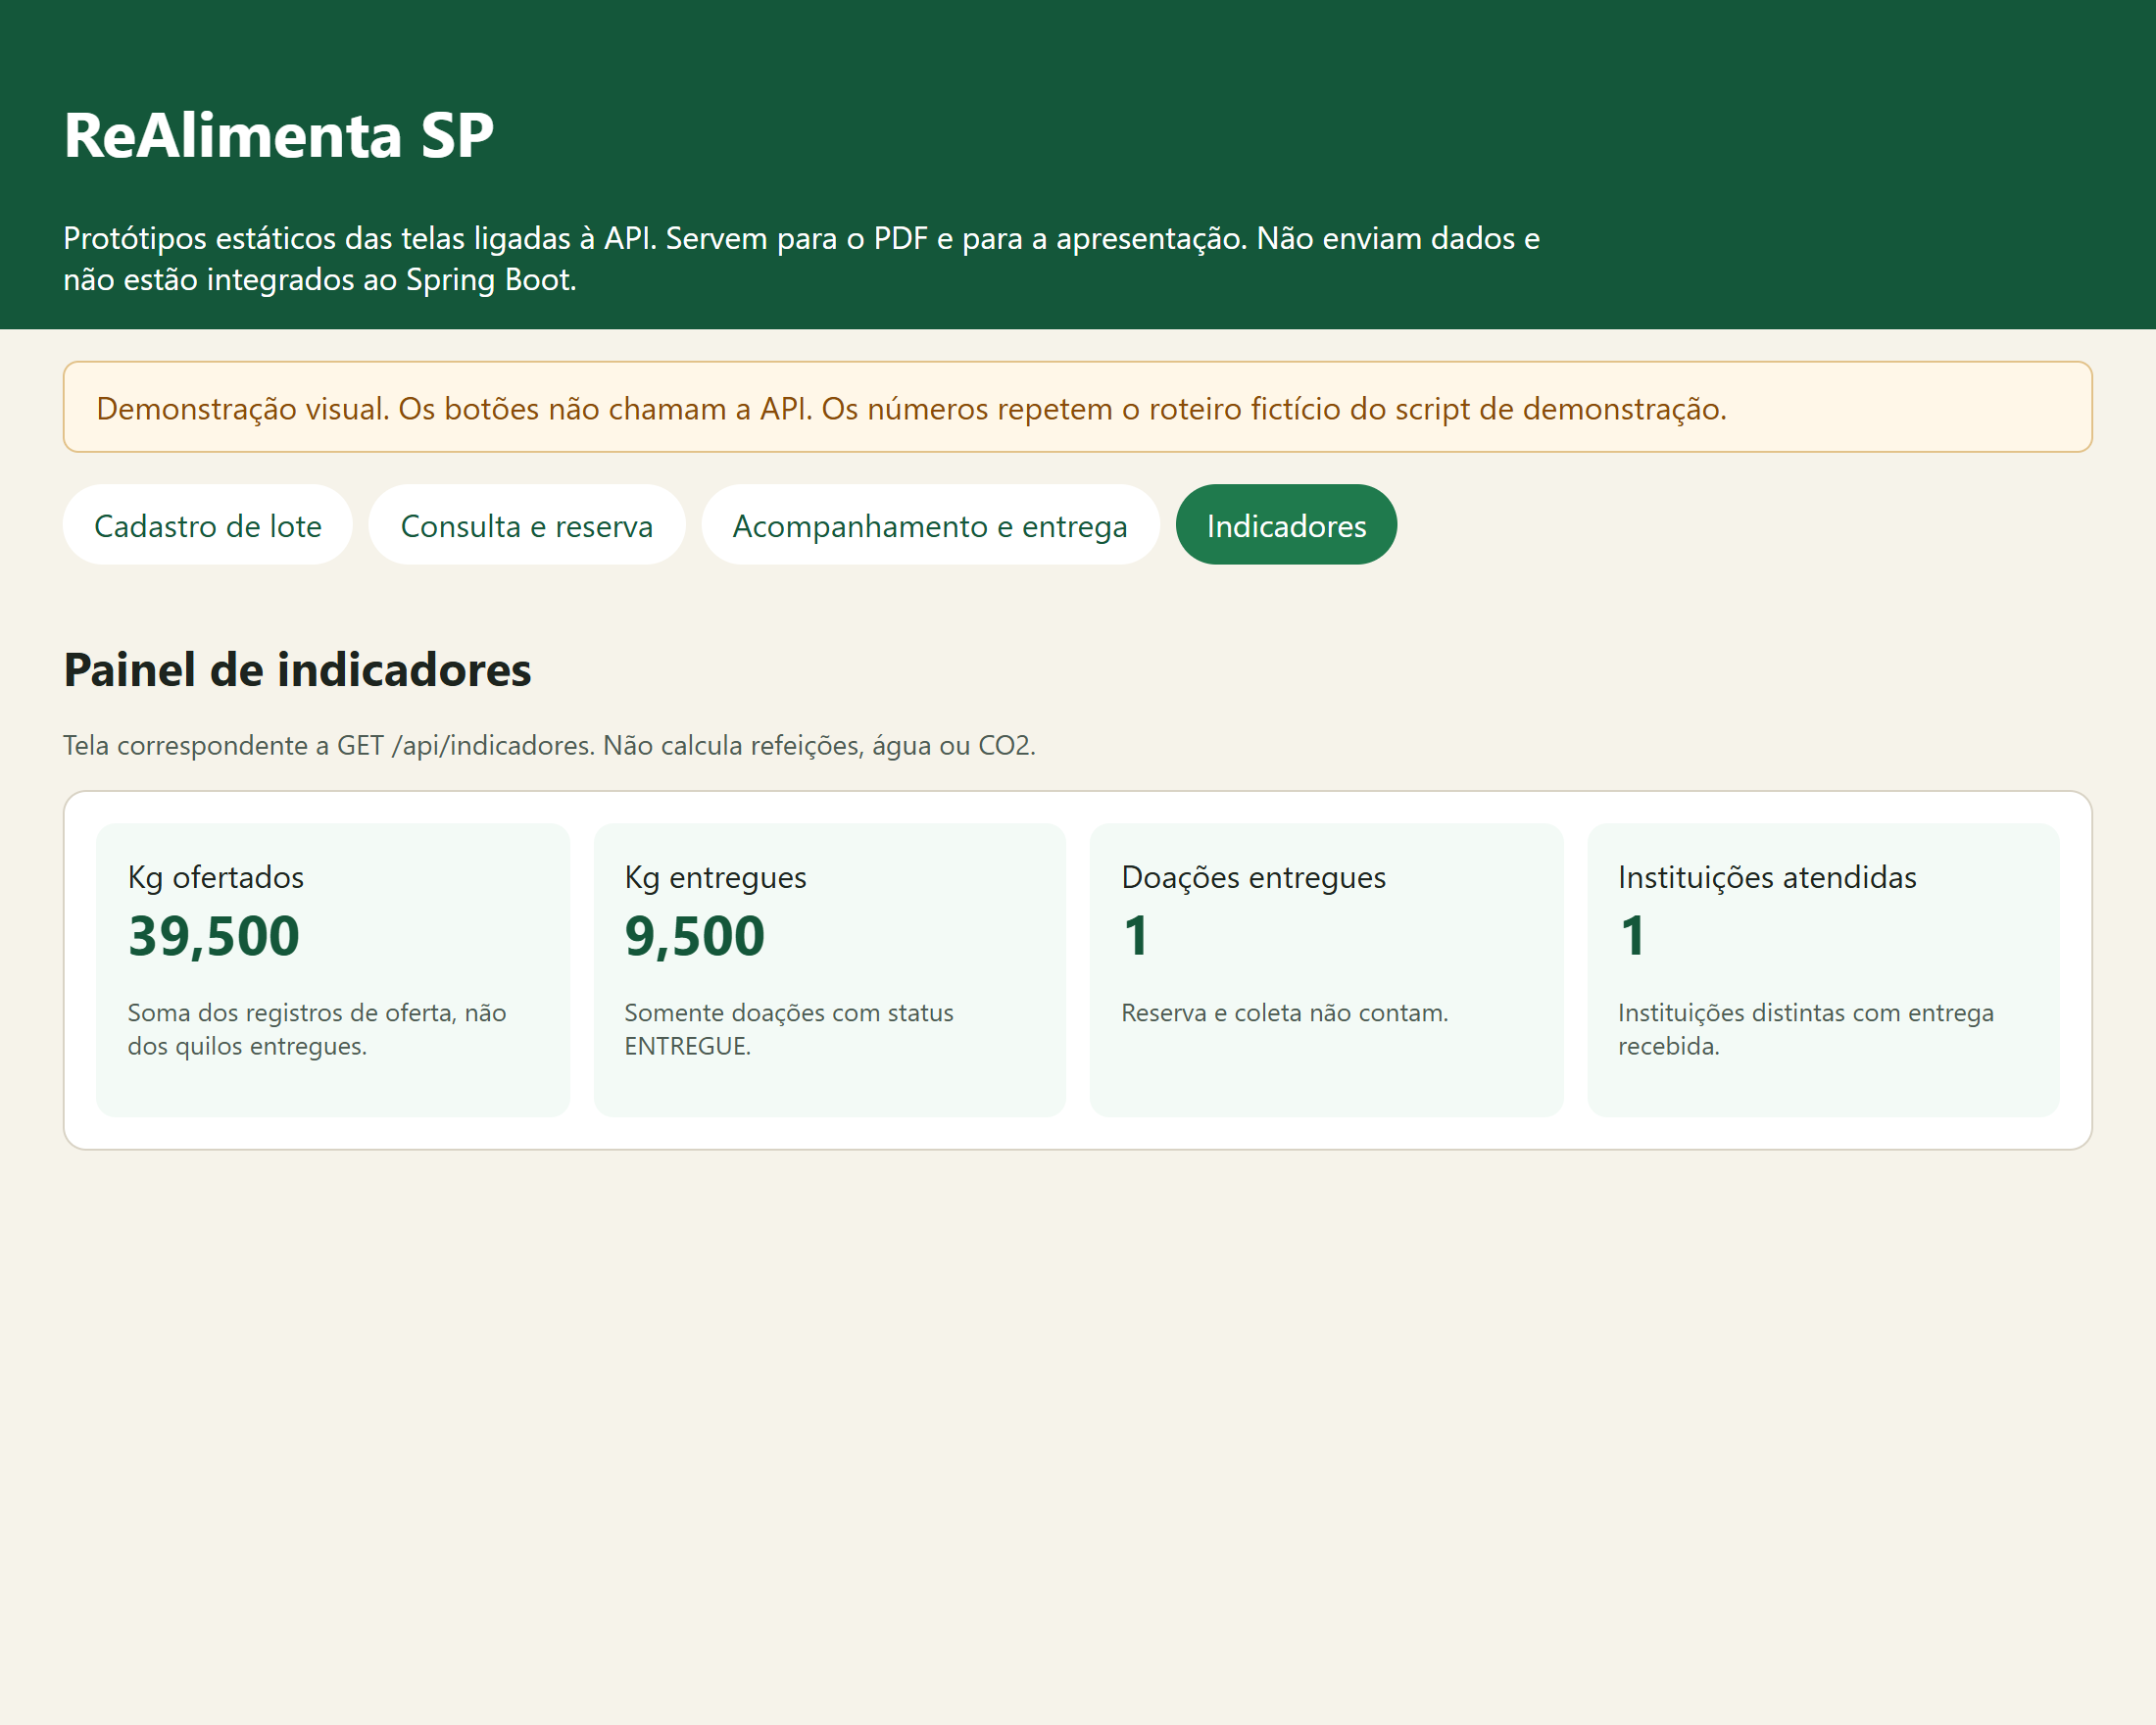 ReAlimenta SP
Protótipos estáticos das telas ligadas à API. Servem para o PDF e para a apresentação. Não enviam dados e
não estão integrados ao Spring Boot.
Demonstração visual. Os botões não chamam a API. Os números repetem o roteiro fictício do script de demonstração.
Cadastro de lote
Consulta e reserva
Acompanhamento e entrega
Indicadores
Painel de indicadores
Tela correspondente a GET /api/indicadores. Não calcula refeições, água ou CO2.
Kg ofertados
39,500
Soma dos registros de oferta, não
dos quilos entregues.
Kg entregues
9,500
Somente doações com status
ENTREGUE.
Doações entregues
1
Reserva e coleta não contam.
Instituições atendidas
1
Instituições distintas com entrega
recebida.